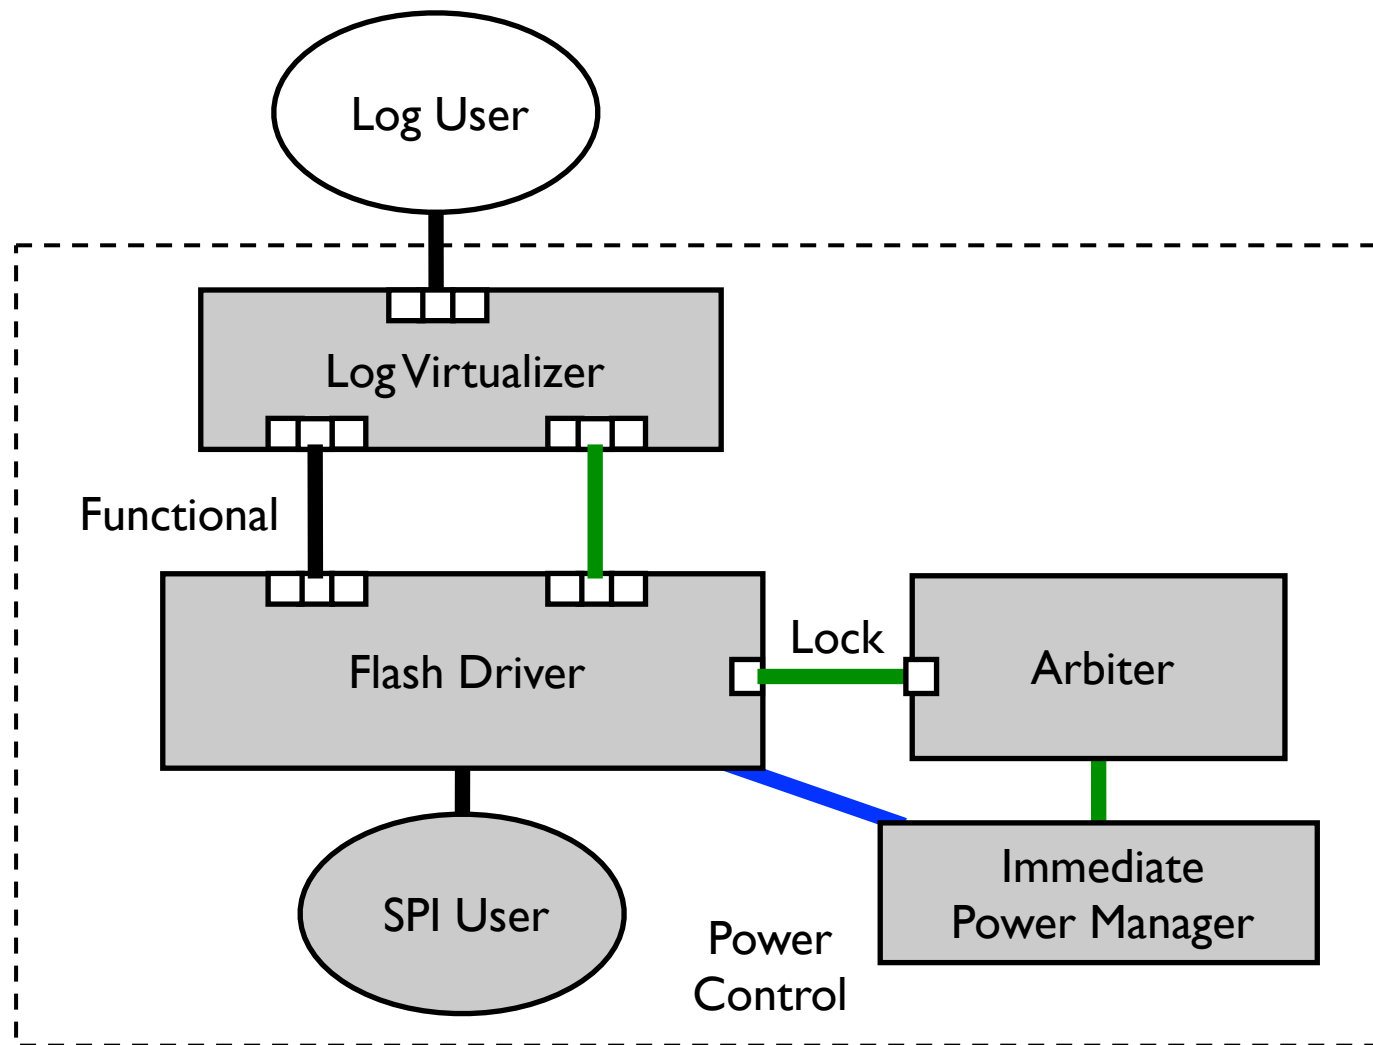 Log User
Log Virtualizer
Functional
Lock
Flash Driver
Arbiter
Immediate
Power Manager
SPI User
Power
Control